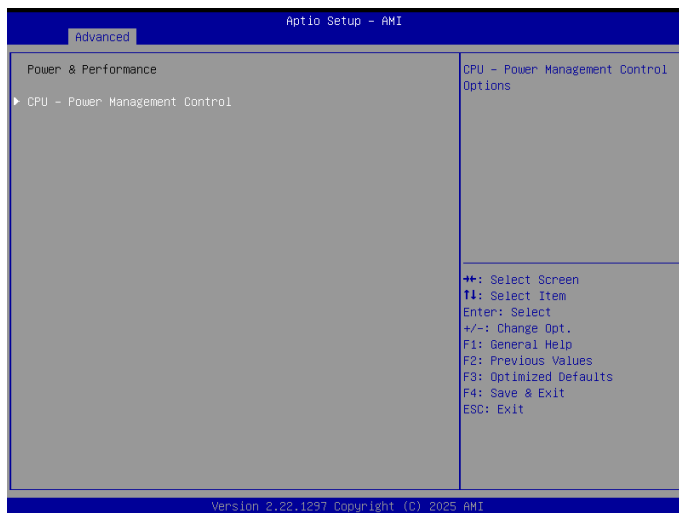 Aptio Setup – AMI
Advanced
Power & Performance
▶ CPU – Power Management Control
CPU – Power Management Control
Options
→←: Select Screen
↑↓: Select Item
Enter: Select
+/-: Change Opt.
F1: General Help
F2: Previous Values
F3: Optimized Defaults
F4: Save & Exit
ESC: Exit
Version 2.22.1297 Copyright (C) 2025 AMI